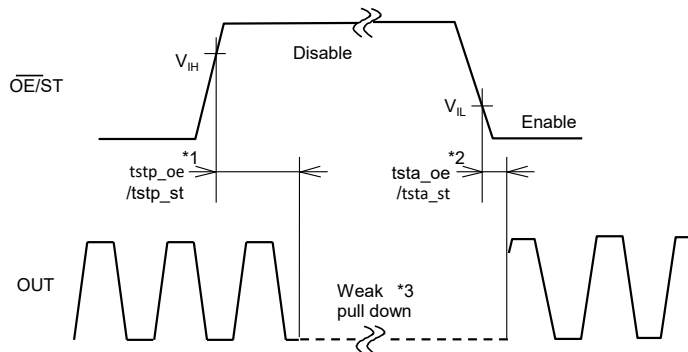 Disable
V_IH
OE/ST
V_IL
Enable
*1
tstp_oe
/tstp_st
*2
tsta_oe
/tsta_st
OUT
Weak *3
pull down